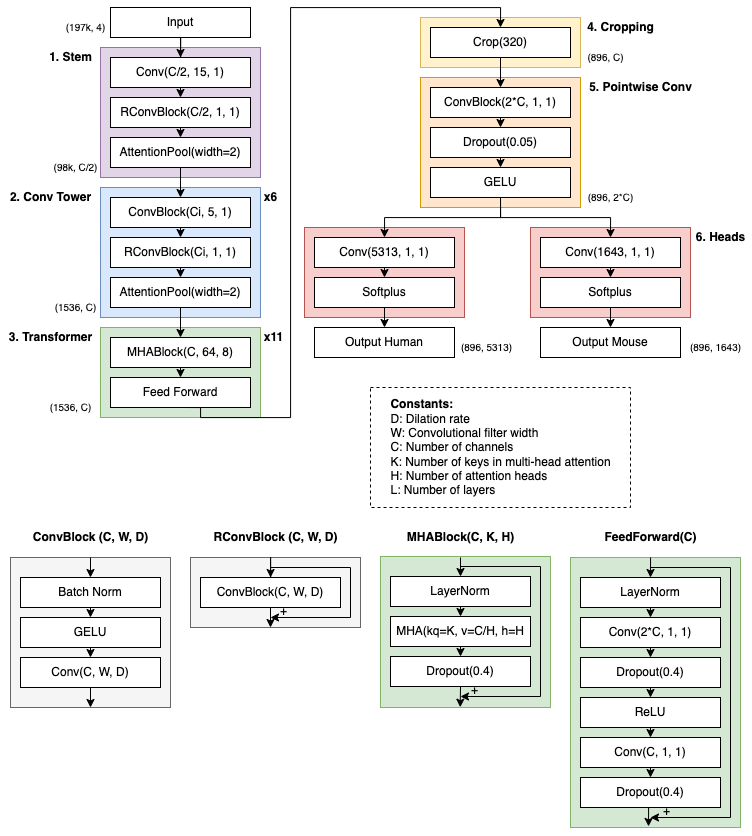 Input
(197k, 4)
1. Stem
Conv(C/2, 15, 1)
RConvBlock(C/2, 1, 1)
AttentionPool(width=2)
(98k, C/2)
2. Conv Tower
x6
ConvBlock(Ci, 5, 1)
RConvBlock(Ci, 1, 1)
AttentionPool(width=2)
(1536, C)
3. Transformer
x11
MHABlock(C, 64, 8)
Feed Forward
(1536, C)
4. Cropping
Crop(320)
(896, C)
5. Pointwise Conv
ConvBlock(2*C, 1, 1)
Dropout(0.05)
GELU
(896, 2*C)
6. Heads
Conv(5313, 1, 1)
Softplus
Output Human
(896, 5313)
Conv(1643, 1, 1)
Softplus
Output Mouse
(896, 1643)
Constants:
D: Dilation rate
W: Convolutional filter width
C: Number of channels
K: Number of keys in multi-head attention
H: Number of attention heads
L: Number of layers
ConvBlock (C, W, D)
Batch Norm
GELU
Conv(C, W, D)
RConvBlock (C, W, D)
ConvBlock(C, W, D)
+
MHABlock(C, K, H)
LayerNorm
MHA(kq=K, v=C/H, h=H
Dropout(0.4)
+
FeedForward(C)
LayerNorm
Conv(2*C, 1, 1)
Dropout(0.4)
ReLU
Conv(C, 1, 1)
Dropout(0.4)
+